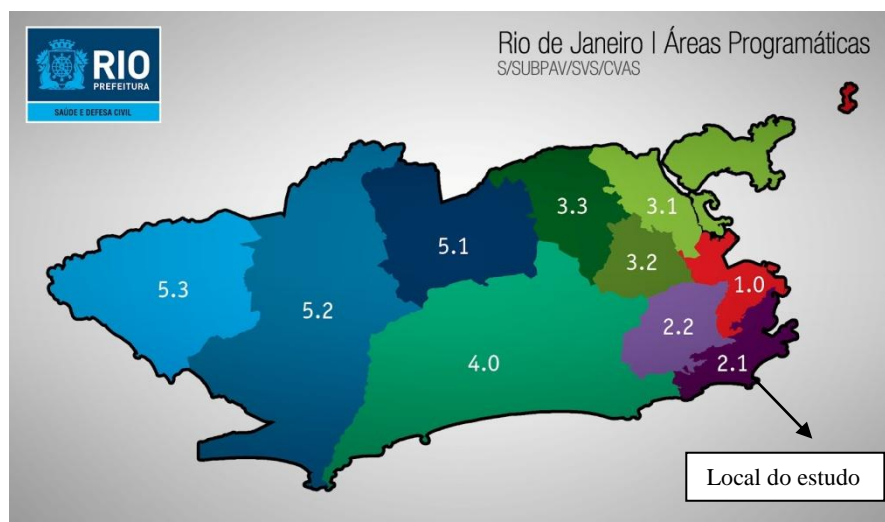 RIO
PREFEITURA
SAÚDE E DEFESA CIVIL
Rio de Janeiro | Áreas Programáticas
S/SUBPAV/SVS/CVAS
3.3
3.1
5.1
3.2
1.0
5.3
5.2
2.2
4.0
2.1
Local do estudo